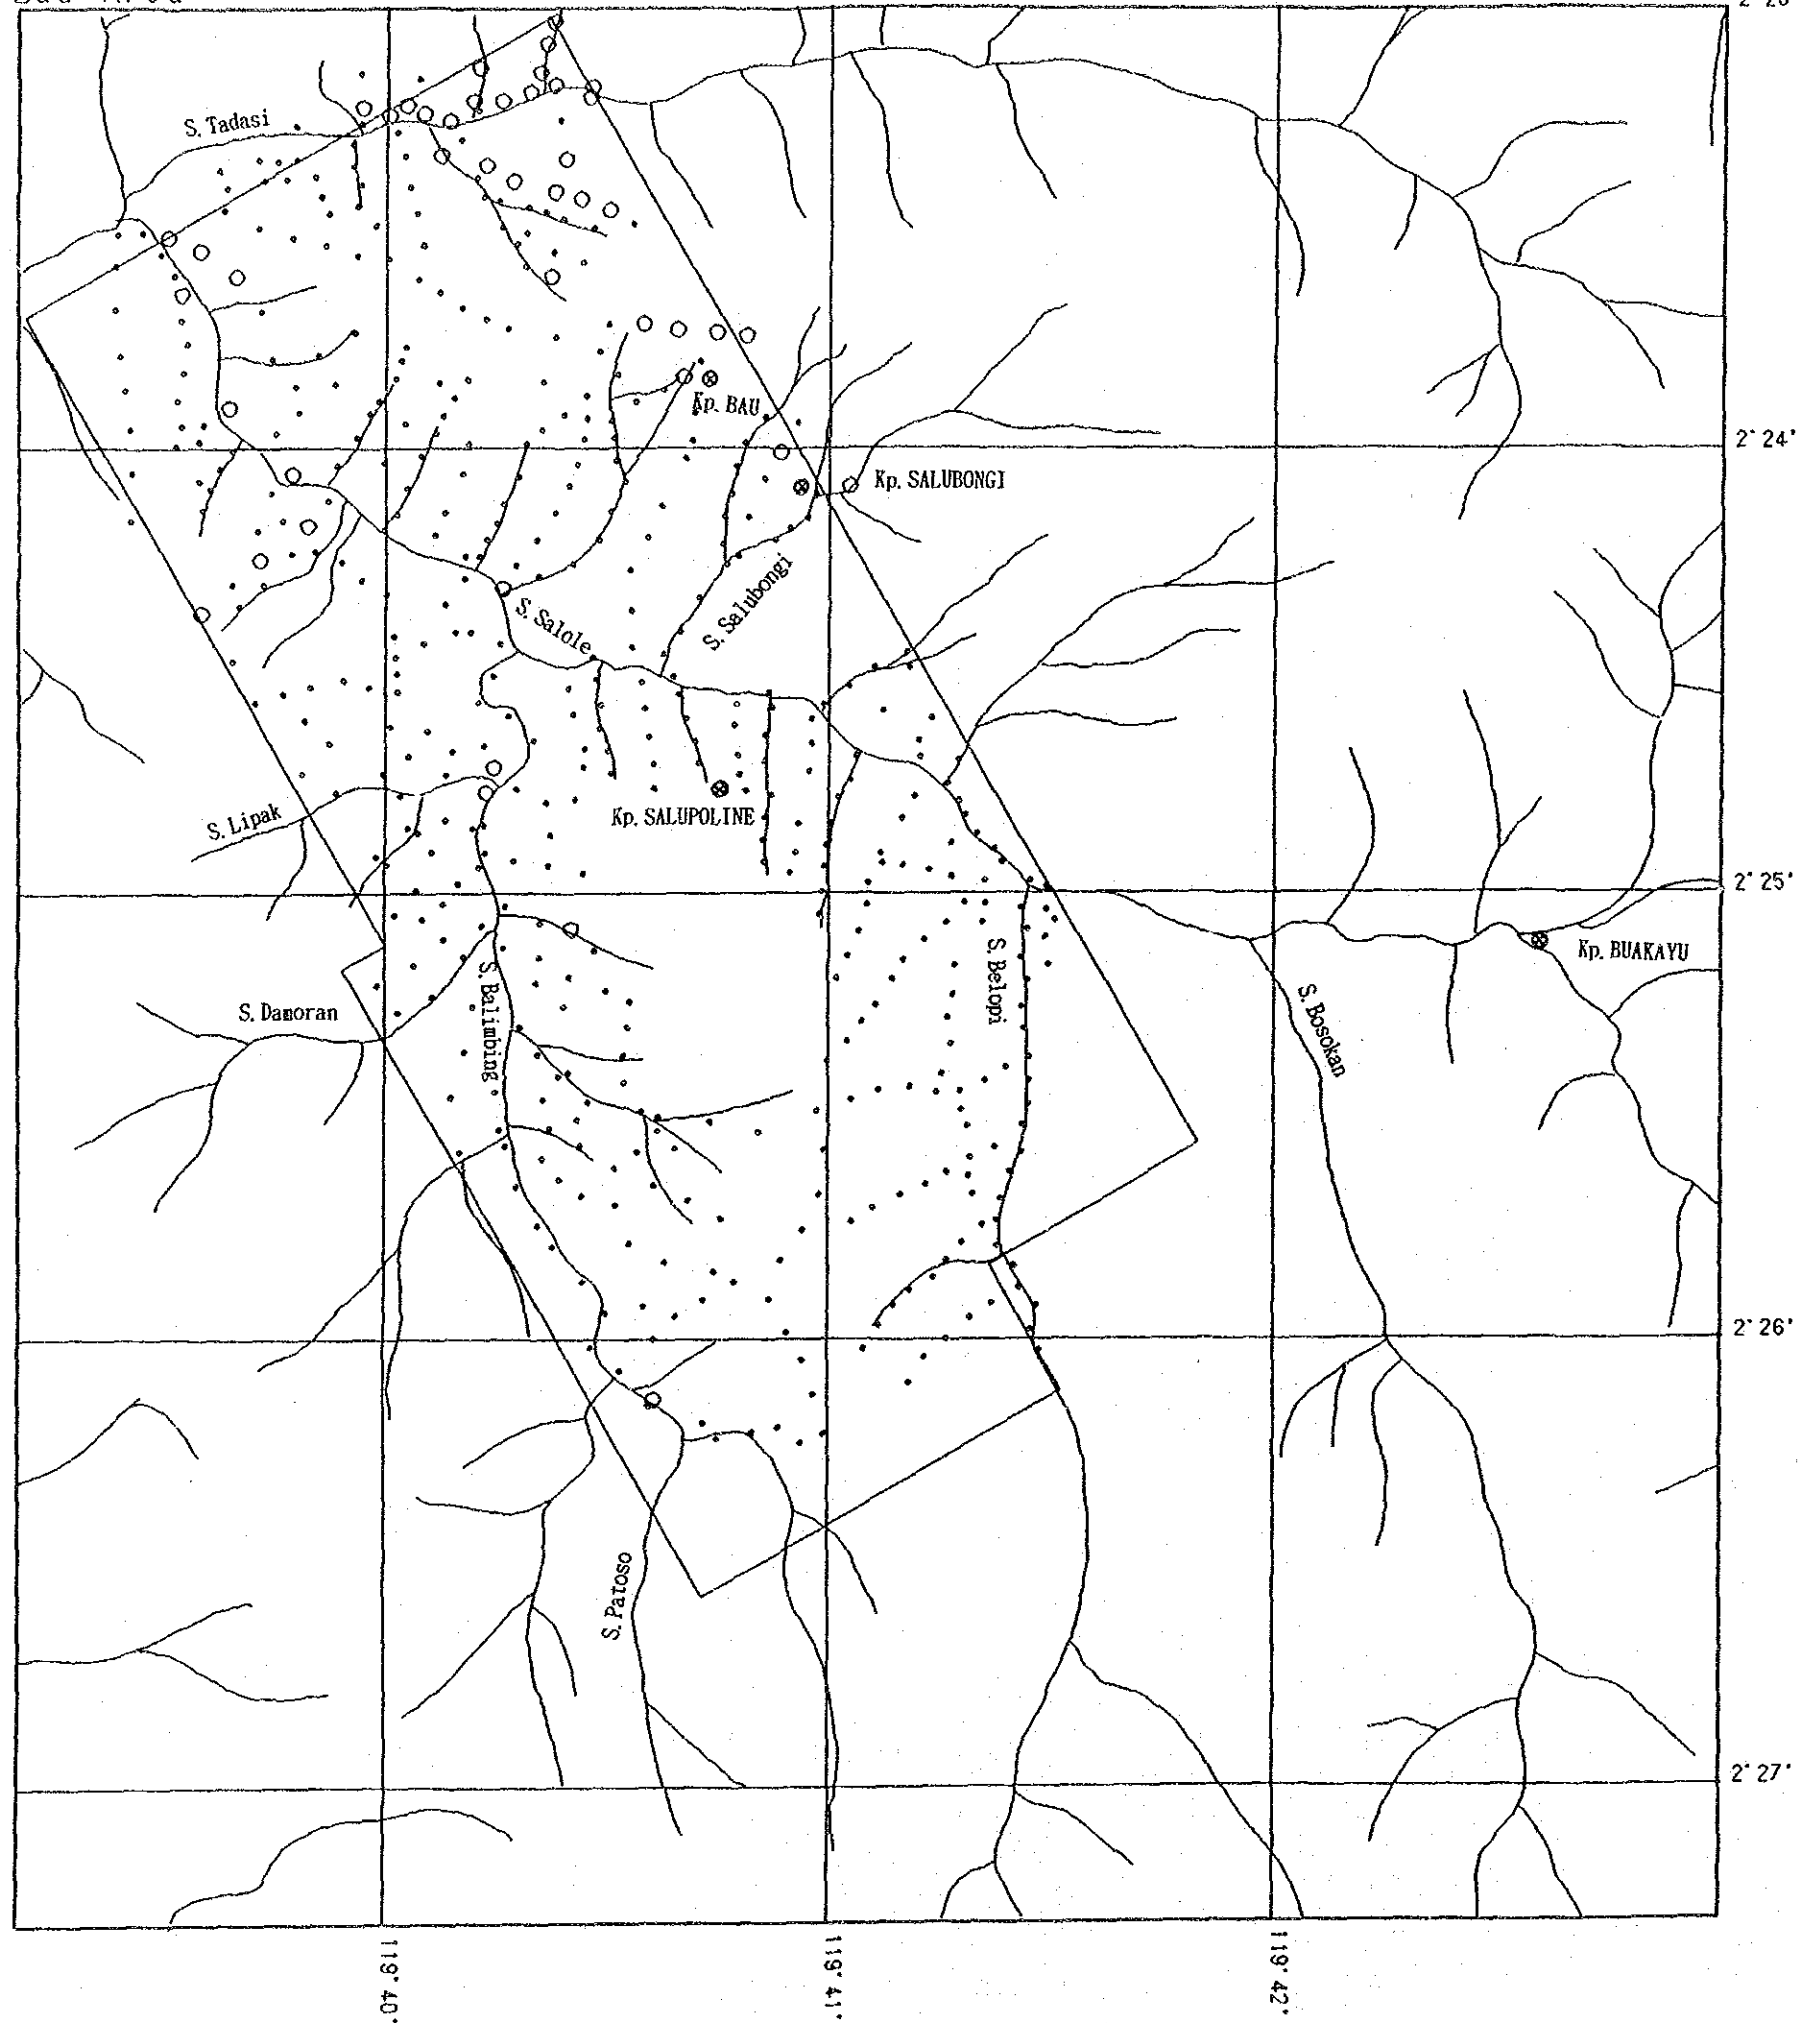 S. Tadasi
Kp. BAU
2° 24'
Kp. SALUBONGI
S. Salubongi
S. Salole
Kp. SALUPOLINE
S. Lipak
2° 25'
S. Belopi
Kp. BUAKAYU
S. Balimbing
S. Damoran
S. Bosokan
2° 26'
S. Patoso
2° 27'
119° 40'
119° 41'
119° 42'